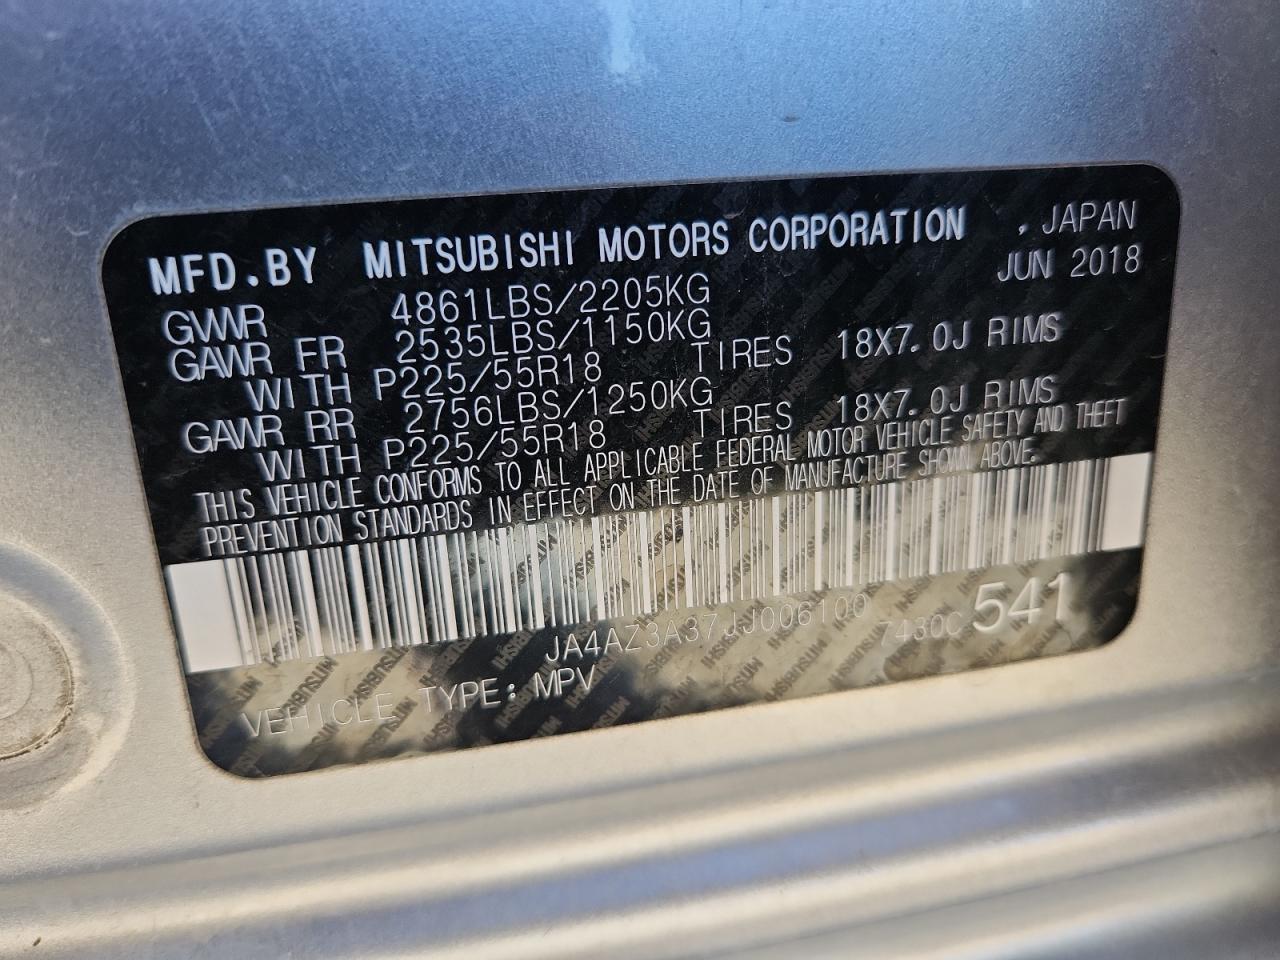 MFD.BY MITSUBISHI MOTORS CORPORATION , JAPAN
JUN 2018
GVWR 4861LBS/2205KG
GAWR FR 2535LBS/1150KG
WITH P225/55R18 TIRES 18X7.0J RIMS
GAWR RR 2756LBS/1250KG
WITH P225/55R18 TIRES 18X7.0J RIMS
THIS VEHICLE CONFORMS TO ALL APPLICABLE FEDERAL MOTOR VEHICLE SAFETY AND THEFT
PREVENTION STANDARDS IN EFFECT ON THE DATE OF MANUFACTURE SHOWN ABOVE.
JA4AZ3A37JJ006100 7430C 541
VEHICLE TYPE: MPV